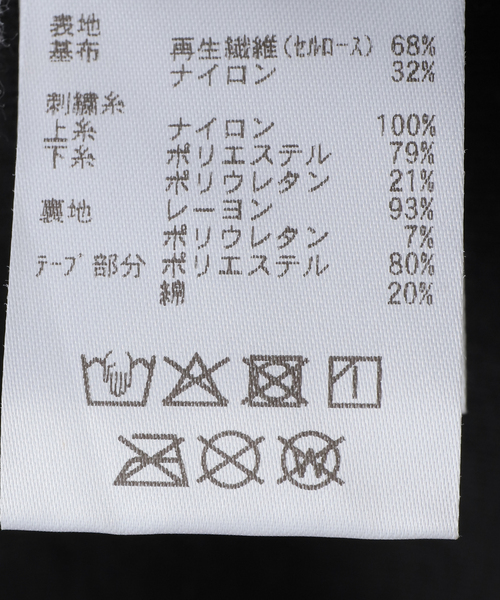 表地
基布 再生繊維(セルロース) 68%
ナイロン 32%
刺繍糸
上糸 ナイロン 100%
下糸 ポリエステル 79%
ポリウレタン 21%
裏地 レーヨン 93%
ポリウレタン 7%
テープ部分 ポリエステル 80%
綿 20%
W